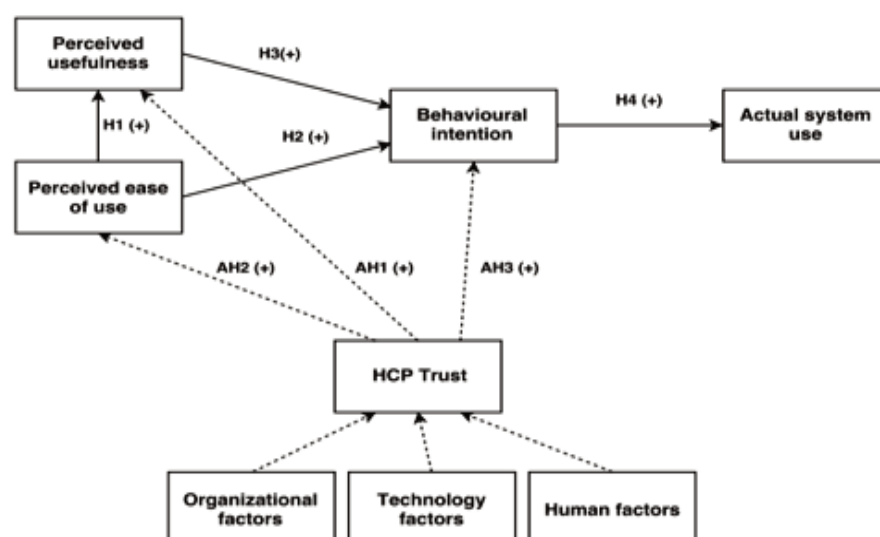 Perceived
usefulness
H3(+)
Behavioural
intention
H4 (+)
Actual system
use
H1 (+)
H2 (+)
Perceived ease
of use
AH2 (+)
AH1 (+)
AH3 (+)
HCP Trust
Organizational
factors
Technology
factors
Human factors